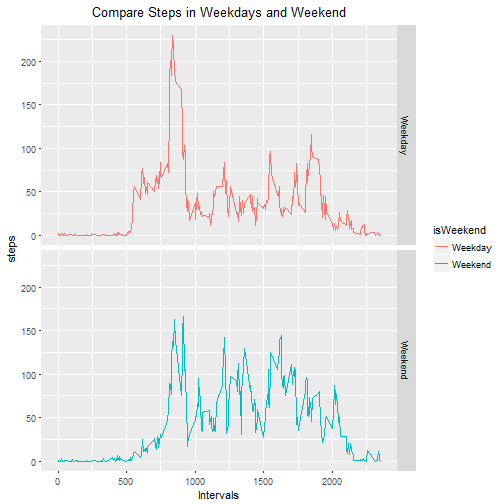 Compare Steps in Weekdays and Weekend
200
150
100
50
0
Weekday
200
150
100
50
0
Weekend
steps
0
500
1000
1500
2000
Intervals
isWeekend
Weekday
Weekend